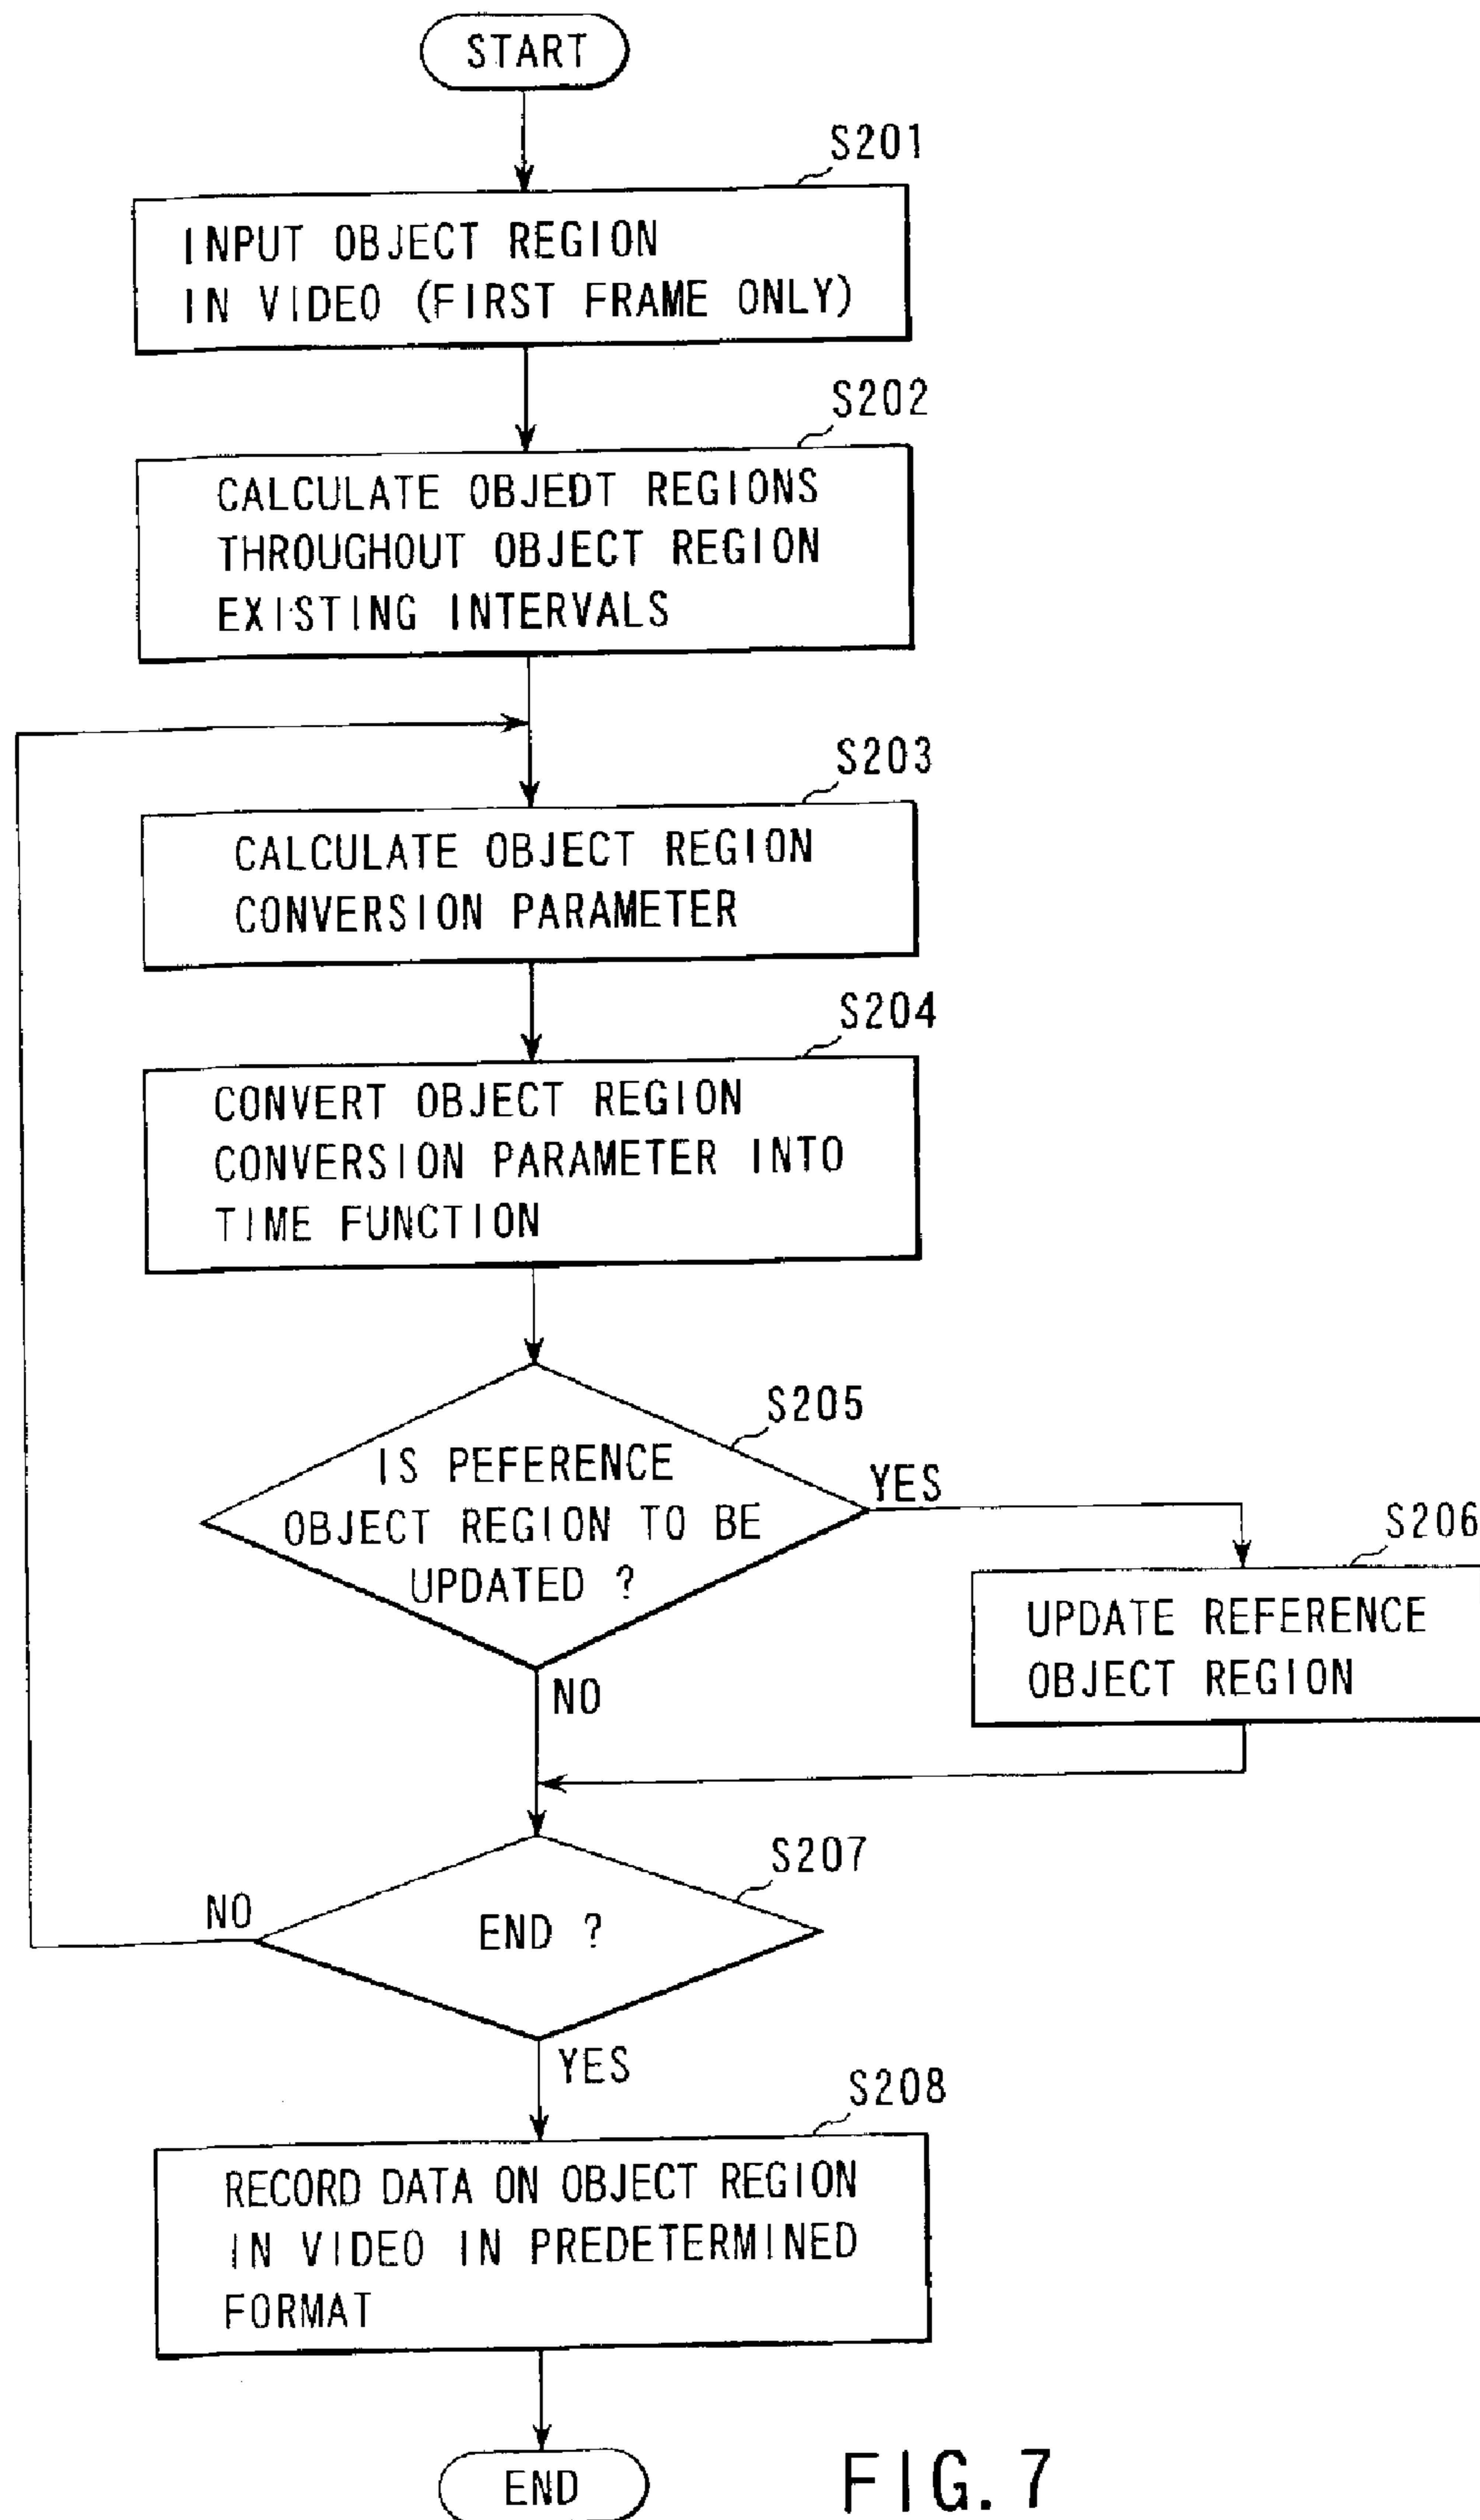 START
S201
INPUT OBJECT REGION
IN VIDEO (FIRST FRAME ONLY)
S202
CALCULATE OBJEDT REGIONS
THROUGHOUT OBJECT REGION
EXISTING INTERVALS
S203
CALCULATE OBJECT REGION
CONVERSION PARAMETER
S204
CONVERT OBJECT REGION
CONVERSION PARAMETER INTO
TIME FUNCTION
S205
IS PEFERENCE
OBJECT REGION TO BE
UPDATED ?
YES
S206
UPDATE REFERENCE
OBJECT REGION
NO
S207
END ?
NO
YES
S208
RECORD DATA ON OBJECT REGION
IN VIDEO IN PREDETERMINED
FORMAT
END
FIG. 7